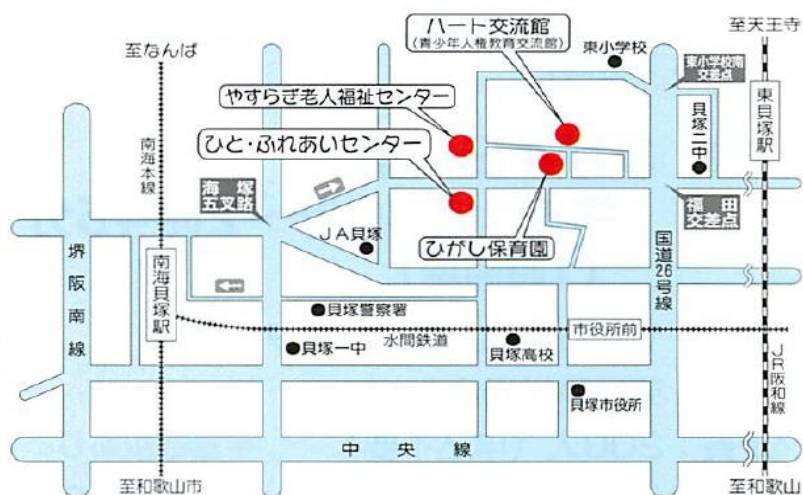 ハート交流館
(青少年人権教育交流館)
至天王寺
至なんば
東小学校
東小学校南
交差点
やすらぎ老人福祉センター
東貝塚駅
貝塚二中
南海本線
ひと・ふれあいセンター
海塚
五叉路
福田
交差点
JA貝塚
ひがし保育園
国道26号線
堺阪南線
南海貝塚駅
貝塚警察署
市役所前
水間鉄道
貝塚一中
貝塚高校
JR阪和線
貝塚市役所
中央線
至和歌山市
至和歌山